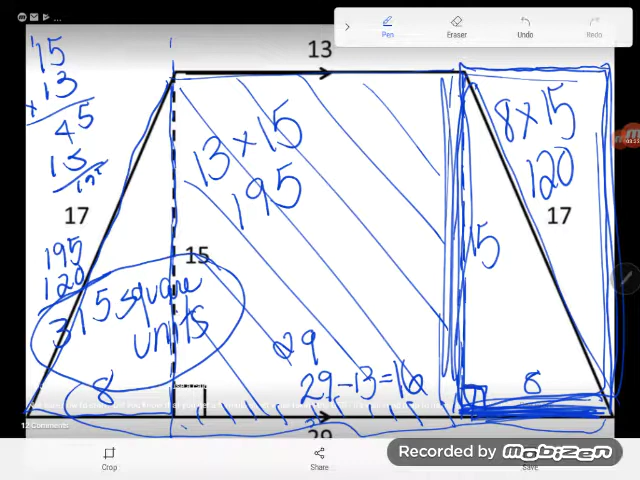 Pen
Eraser
Undo
Redo
13
15
× 13
45
15
195
13 × 15
195
8 × 15
120
17
17
15
15
195
120
315 square
units
29
29 - 13 = 16
8
8
12 Comments
29
Crop
Share
Save
Recorded by
mobizen